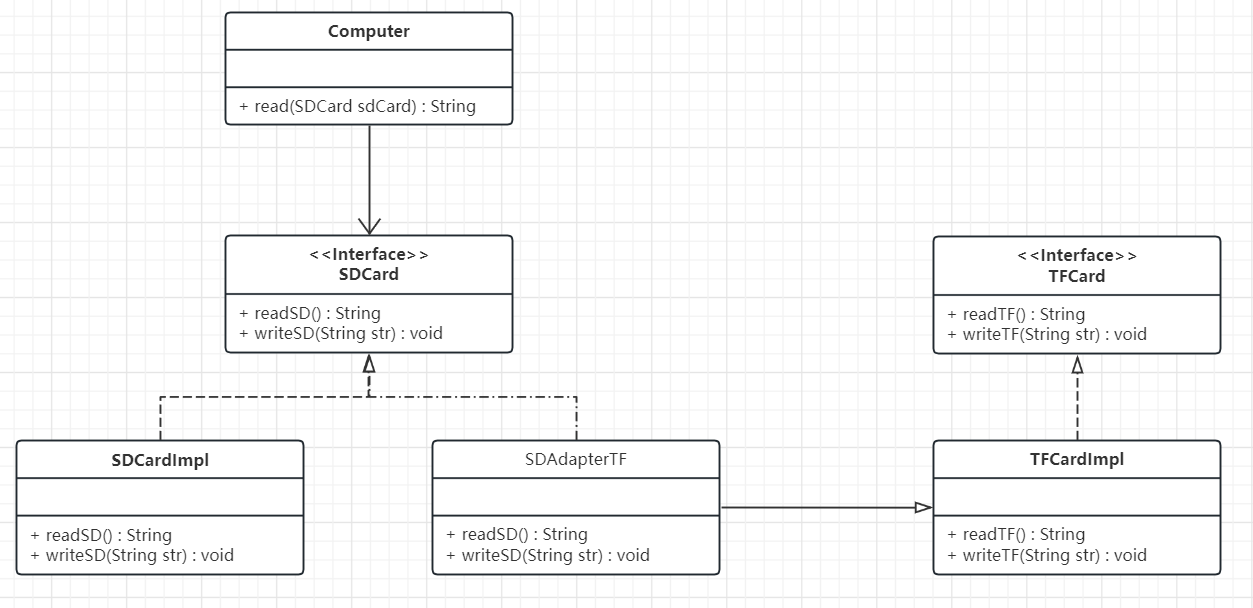 Computer
+ read(SDCard sdCard) : String
<<Interface>>
SDCard
+ readSD() : String
+ writeSD(String str) : void
<<Interface>>
TFCard
+ readTF() : String
+ writeTF(String str) : void
SDCardImpl
+ readSD() : String
+ writeSD(String str) : void
SDAdapterTF
+ readSD() : String
+ writeSD(String str) : void
TFCardImpl
+ readTF() : String
+ writeTF(String str) : void